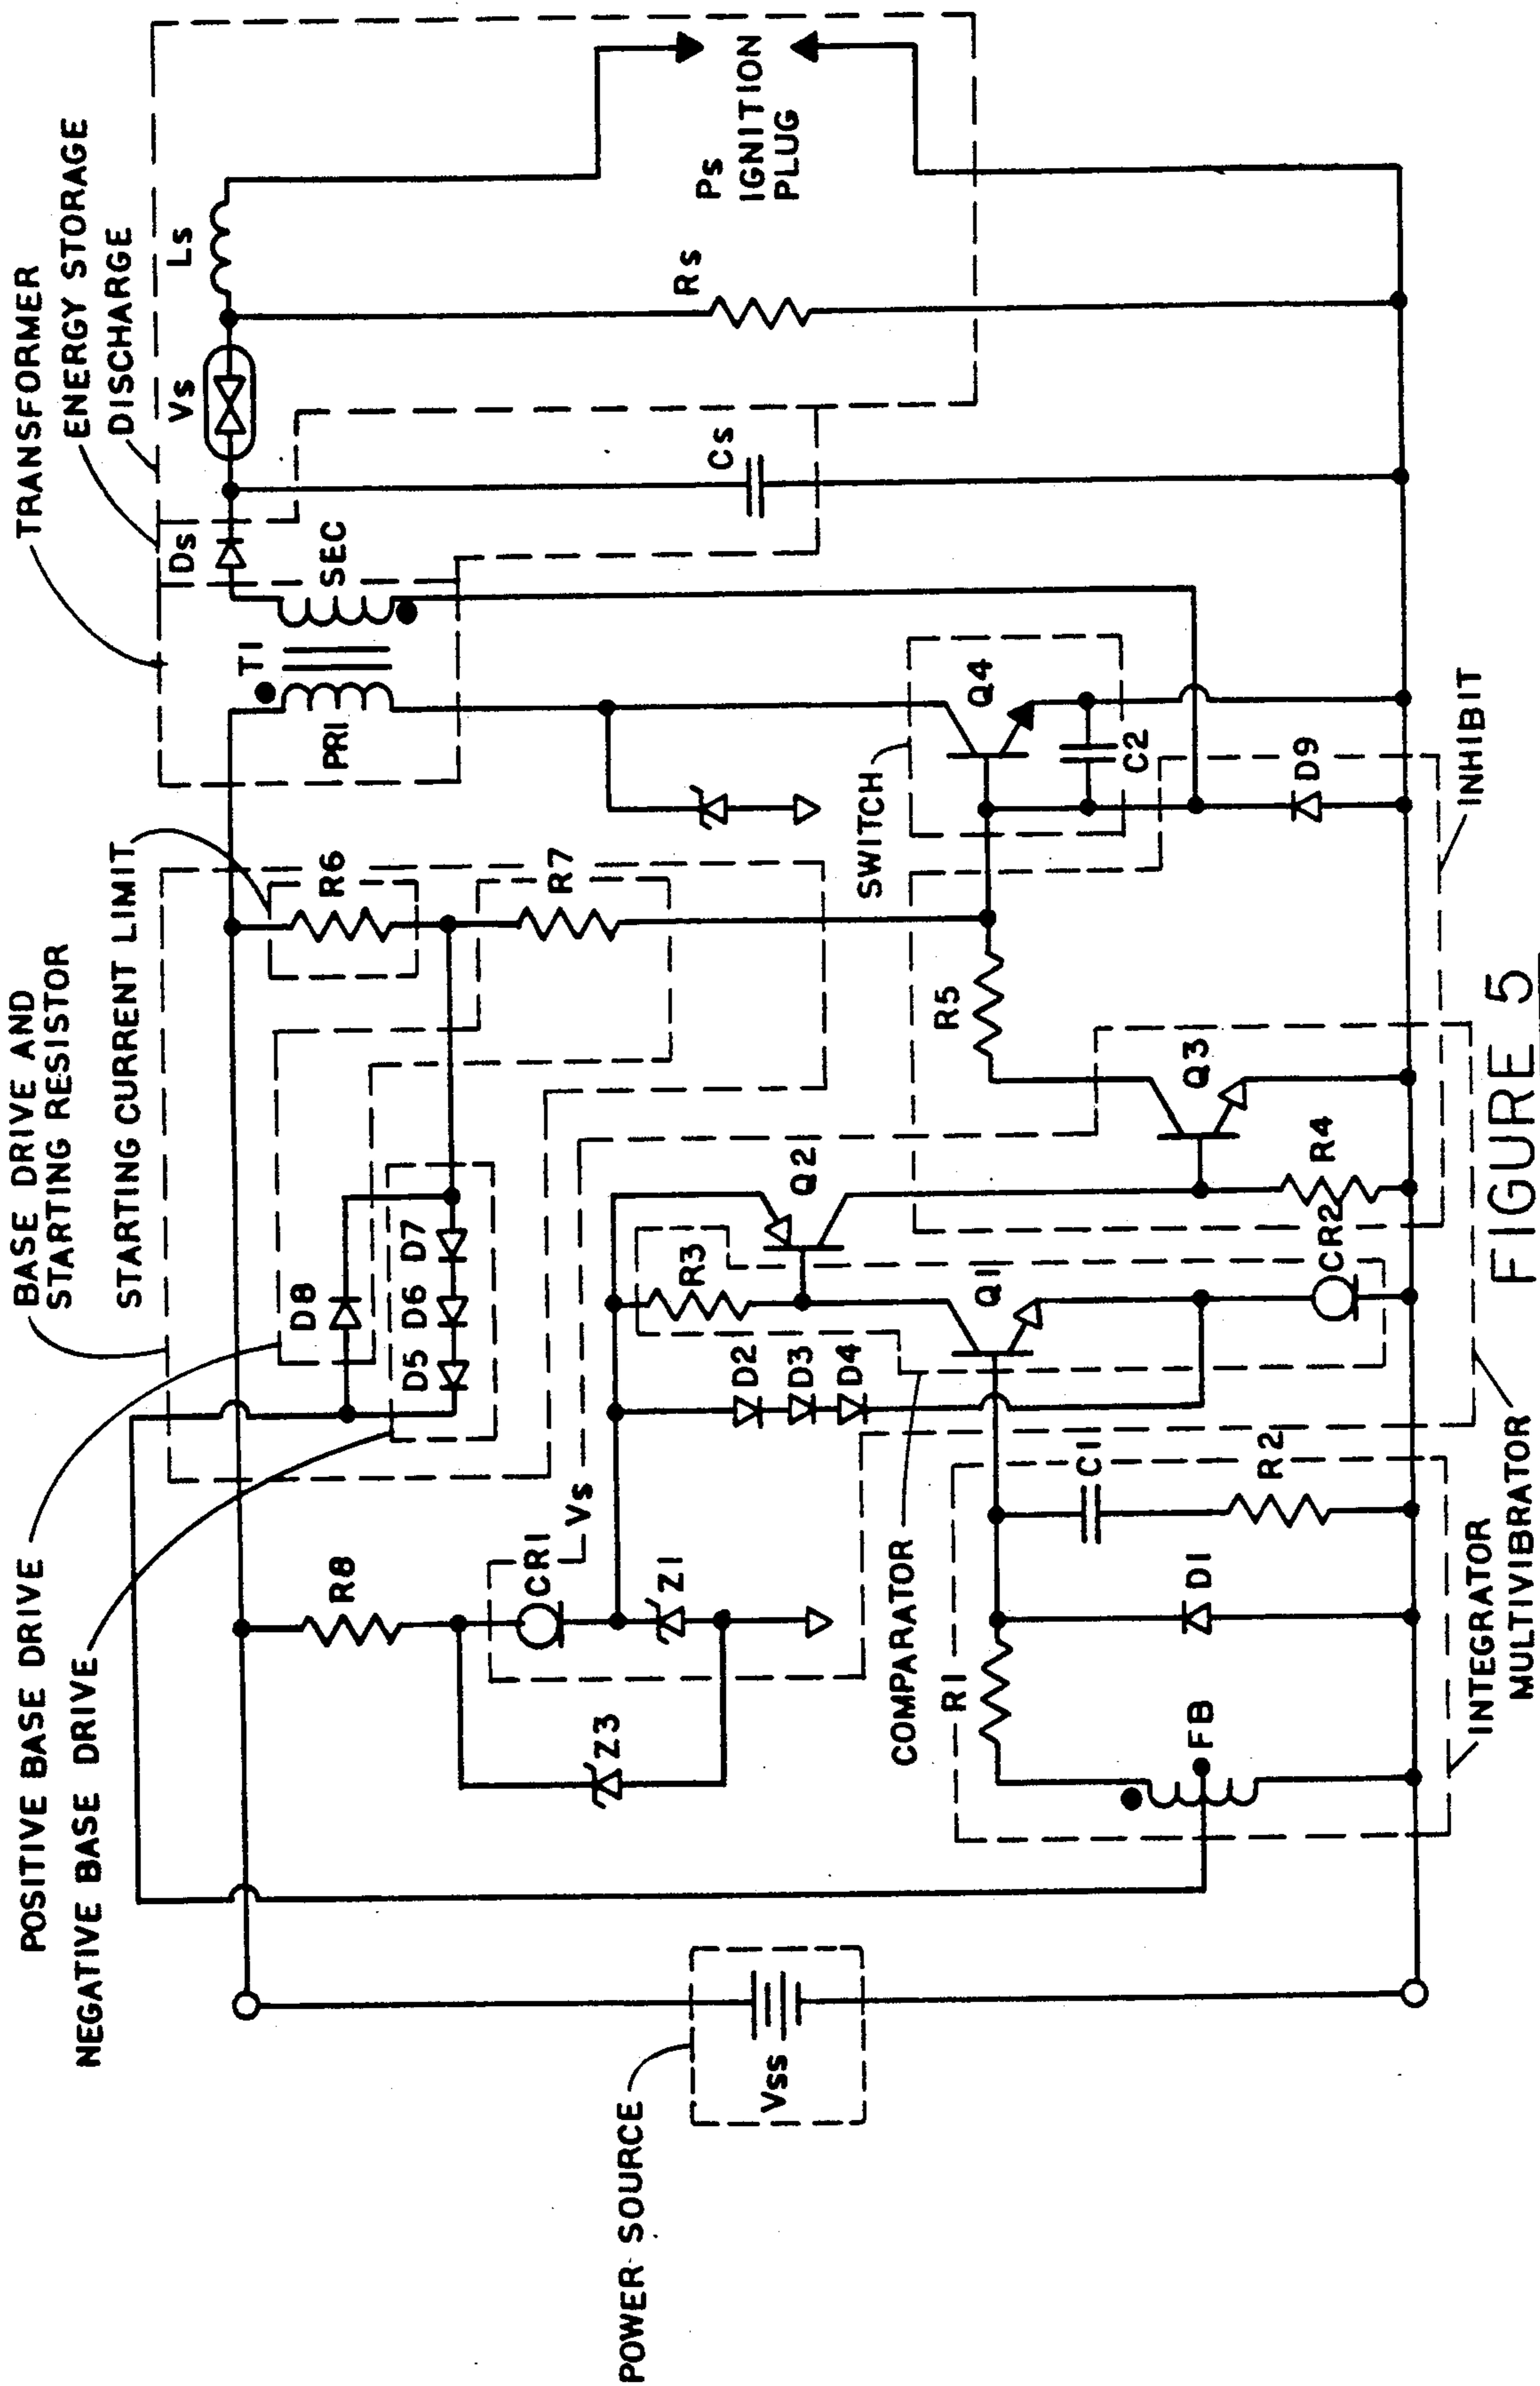 TRANSFORMER
ENERGY STORAGE
DISCHARGE
BASE DRIVE AND
STARTING RESISTOR
STARTING CURRENT LIMIT
POSITIVE BASE DRIVE
NEGATIVE BASE DRIVE
POWER SOURCE
Vss
R8
CR1
Vs
Z1
Z3
D8
D5
D6
D7
R6
R7
T1
PRI
SEC
Ds
Vs
Ls
Cs
Rs
Ps
IGNITION
PLUG
SWITCH
Q4
C2
D9
INHIBIT
R5
Q3
R4
Q2
R3
Q1
CR2
D2
D3
D4
COMPARATOR
C1
R2
D1
R1
FB
INTEGRATOR
MULTIVIBRATOR
FIGURE 5